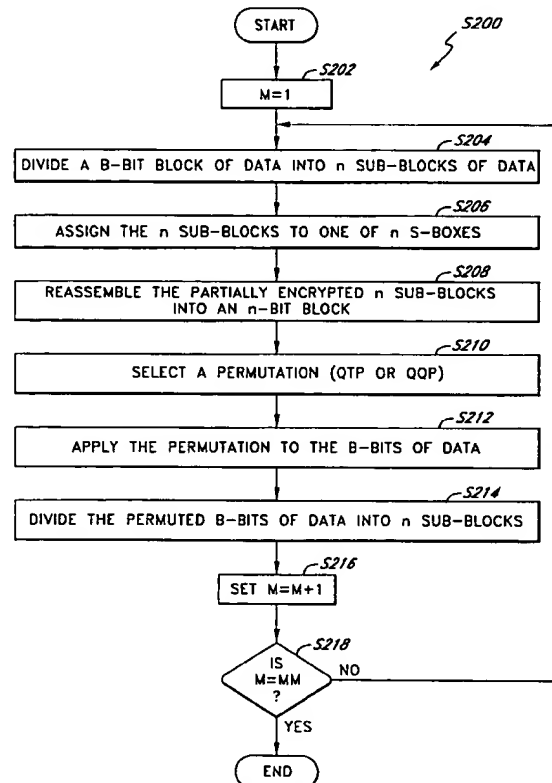 START
S200
S202
M=1
S204
DIVIDE A B-BIT BLOCK OF DATA INTO n SUB-BLOCKS OF DATA
S206
ASSIGN THE n SUB-BLOCKS TO ONE OF n S-BOXES
S208
REASSEMBLE THE PARTIALLY ENCRYPTED n SUB-BLOCKS
INTO AN n-BIT BLOCK
S210
SELECT A PERMUTATION (QTP OR QQP)
S212
APPLY THE PERMUTATION TO THE B-BITS OF DATA
S214
DIVIDE THE PERMUTED B-BITS OF DATA INTO n SUB-BLOCKS
S216
SET M=M+1
S218
IS
M=MM
?
NO
YES
END